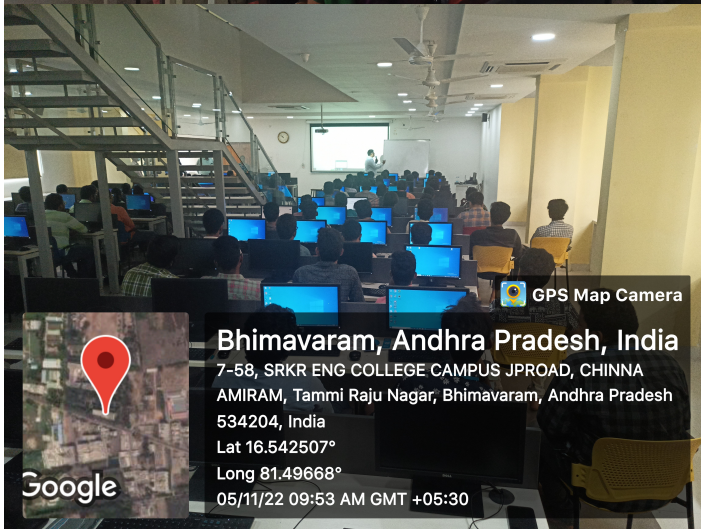 GPS Map Camera
Bhimavaram, Andhra Pradesh, India
7-58, SRKR ENG COLLEGE CAMPUS JPROAD, CHINNA
AMIRAM, Tammi Raju Nagar, Bhimavaram, Andhra Pradesh
534204, India
Lat 16.542507°
Long 81.49668°
05/11/22 09:53 AM GMT +05:30
Google
DELL